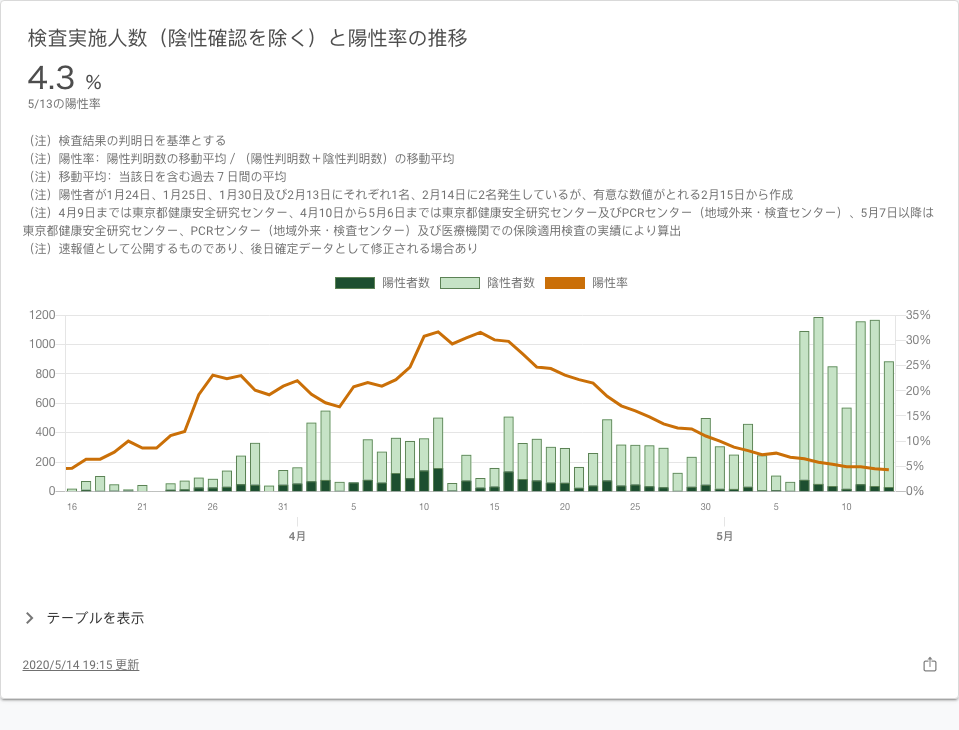 検査実施人数（陰性確認を除く）と陽性率の推移
4.3 %
5/13の陽性率
（注）検査結果の判明日を基準とする
（注）陽性率：陽性判明数の移動平均 / （陽性判明数＋陰性判明数）の移動平均
（注）移動平均：当該日を含む過去７日間の平均
（注）陽性者が1月24日、1月25日、1月30日及び2月13日にそれぞれ1名、2月14日に2名発生しているが、有意な数値がとれる2月15日から作成
（注）4月9日までは東京都健康安全研究センター、4月10日から5月6日までは東京都健康安全研究センター及びPCRセンター（地域外来・検査センター）、5月7日以降は
東京都健康安全研究センター、PCRセンター（地域外来・検査センター）及び医療機関での保険適用検査の実績により算出
（注）速報値として公開するものであり、後日確定データとして修正される場合あり
陽性者数 陰性者数 陽性率
1200 35%
1000 30%
800 25%
600 20%
400 15%
200 10%
0 5%
0%
16 21 26 31 5 10 15 20 25 30 5 10
4月 5月
テーブルを表示
2020/5/14 19:15 更新